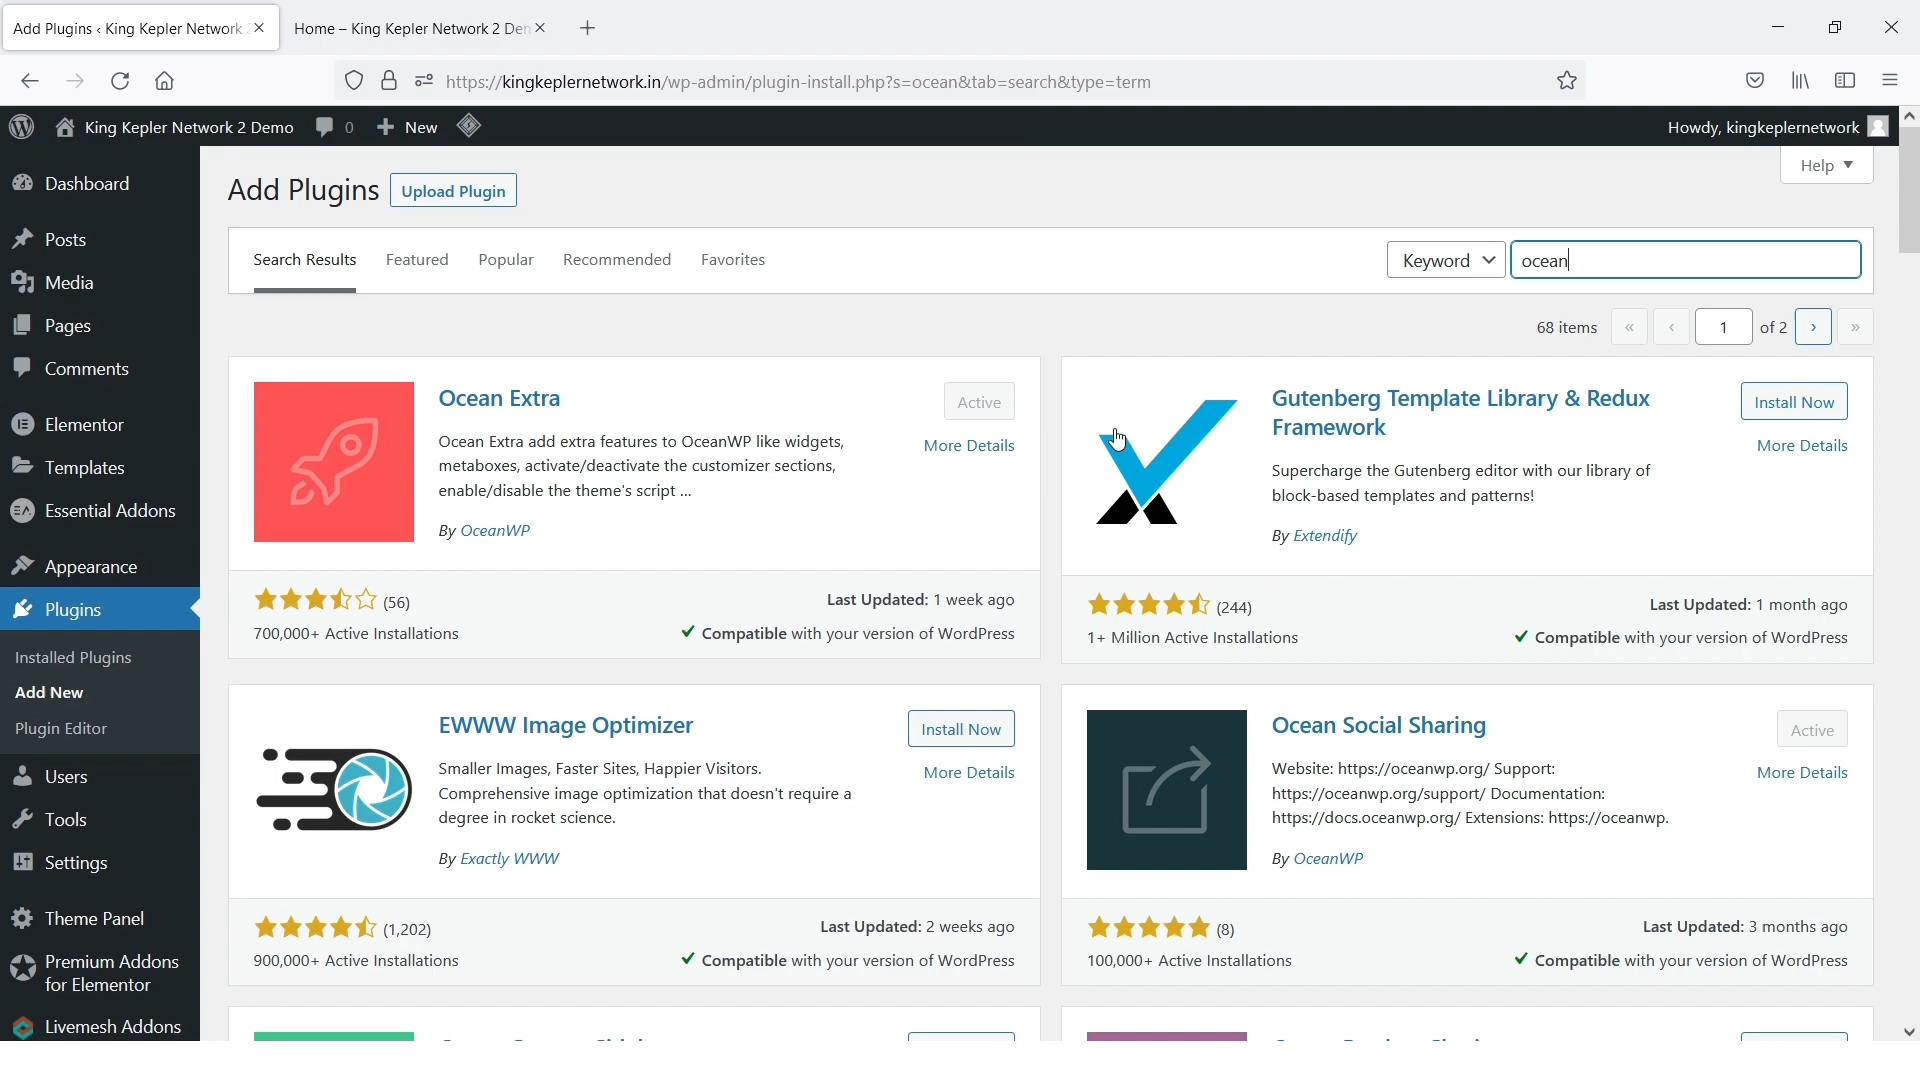 Add Plugins ‹ King Kepler Network 2
Home – King Kepler Network 2 Den
https://kingkeplernetwork.in/wp-admin/plugin-install.php?s=ocean&tab=search&type=term
King Kepler Network 2 Demo
0
New
Howdy, kingkeplernetwork
Dashboard
Posts
Media
Pages
Comments
Elementor
Templates
Essential Addons
Appearance
Plugins
Installed Plugins
Add New
Plugin Editor
Users
Tools
Settings
Theme Panel
Premium Addons
for Elementor
Livemesh Addons
Help
Add Plugins
Upload Plugin
Search Results
Featured
Popular
Recommended
Favorites
Keyword
ocean
68 items
«
‹
1
of 2
›
»
Ocean Extra
Active
More Details
Ocean Extra add extra features to OceanWP like widgets,
metaboxes, activate/deactivate the customizer sections,
enable/disable the theme's script ...
By OceanWP
(56)
700,000+ Active Installations
Last Updated: 1 week ago
Compatible with your version of WordPress
Gutenberg Template Library & Redux
Framework
Install Now
More Details
Supercharge the Gutenberg editor with our library of
block-based templates and patterns!
By Extendify
(244)
1+ Million Active Installations
Last Updated: 1 month ago
Compatible with your version of WordPress
EWWW Image Optimizer
Install Now
More Details
Smaller Images, Faster Sites, Happier Visitors.
Comprehensive image optimization that doesn't require a
degree in rocket science.
By Exactly WWW
(1,202)
900,000+ Active Installations
Last Updated: 2 weeks ago
Compatible with your version of WordPress
Ocean Social Sharing
Active
More Details
Website: https://oceanwp.org/ Support:
https://oceanwp.org/support/ Documentation:
https://docs.oceanwp.org/ Extensions: https://oceanwp.
By OceanWP
(8)
100,000+ Active Installations
Last Updated: 3 months ago
Compatible with your version of WordPress